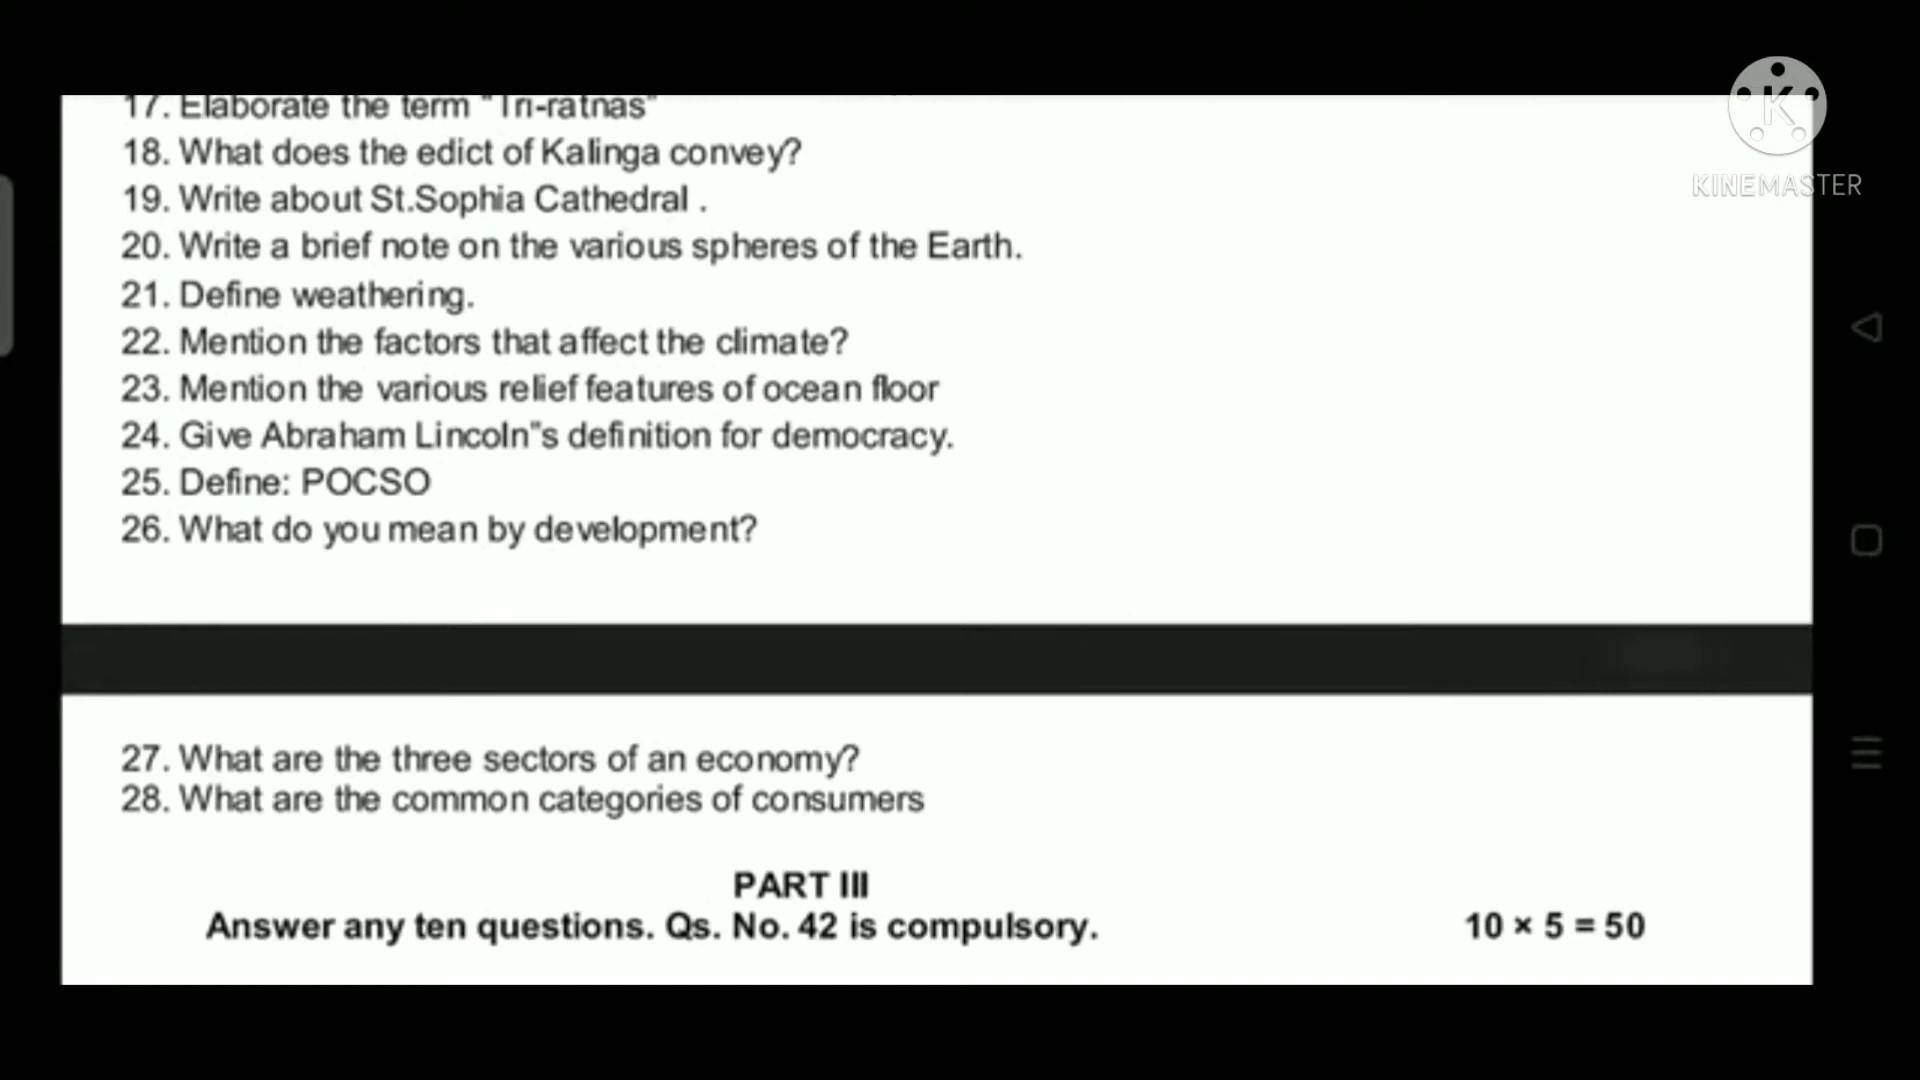 17. Elaborate the term "Tri-ratnas"
18. What does the edict of Kalinga convey?
19. Write about St.Sophia Cathedral .
20. Write a brief note on the various spheres of the Earth.
21. Define weathering.
22. Mention the factors that affect the climate?
23. Mention the various relief features of ocean floor
24. Give Abraham Lincoln"s definition for democracy.
25. Define: POCSO
26. What do you mean by development?
27. What are the three sectors of an economy?
28. What are the common categories of consumers
PART III
Answer any ten questions. Qs. No. 42 is compulsory. 10 × 5 = 50
K
KINEMASTER